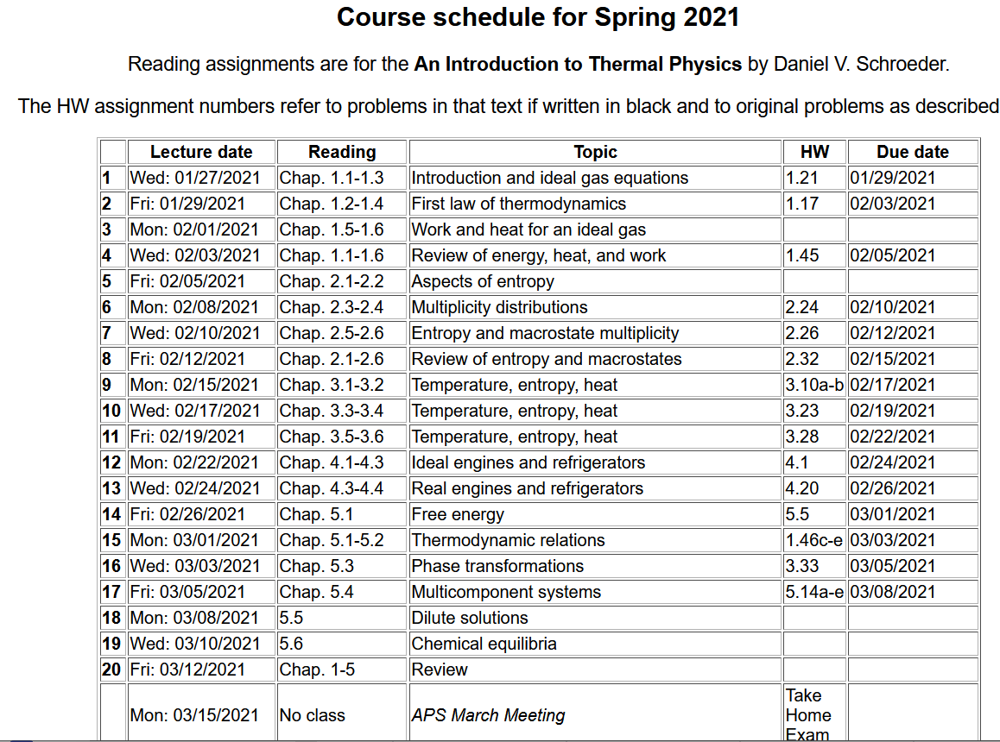 Course schedule for Spring 2021
Reading assignments are for the An Introduction to Thermal Physics by Daniel V. Schroeder.
The HW assignment numbers refer to problems in that text if written in black and to original problems as described
Lecture date Reading Topic HW Due date
1 Wed: 01/27/2021 Chap. 1.1-1.3 Introduction and ideal gas equations 1.21 01/29/2021
2 Fri: 01/29/2021 Chap. 1.2-1.4 First law of thermodynamics 1.17 02/03/2021
3 Mon: 02/01/2021 Chap. 1.5-1.6 Work and heat for an ideal gas
4 Wed: 02/03/2021 Chap. 1.1-1.6 Review of energy, heat, and work 1.45 02/05/2021
5 Fri: 02/05/2021 Chap. 2.1-2.2 Aspects of entropy
6 Mon: 02/08/2021 Chap. 2.3-2.4 Multiplicity distributions 2.24 02/10/2021
7 Wed: 02/10/2021 Chap. 2.5-2.6 Entropy and macrostate multiplicity 2.26 02/12/2021
8 Fri: 02/12/2021 Chap. 2.1-2.6 Review of entropy and macrostates 2.32 02/15/2021
9 Mon: 02/15/2021 Chap. 3.1-3.2 Temperature, entropy, heat 3.10a-b 02/17/2021
10 Wed: 02/17/2021 Chap. 3.3-3.4 Temperature, entropy, heat 3.23 02/19/2021
11 Fri: 02/19/2021 Chap. 3.5-3.6 Temperature, entropy, heat 3.28 02/22/2021
12 Mon: 02/22/2021 Chap. 4.1-4.3 Ideal engines and refrigerators 4.1 02/24/2021
13 Wed: 02/24/2021 Chap. 4.3-4.4 Real engines and refrigerators 4.20 02/26/2021
14 Fri: 02/26/2021 Chap. 5.1 Free energy 5.5 03/01/2021
15 Mon: 03/01/2021 Chap. 5.1-5.2 Thermodynamic relations 1.46c-e 03/03/2021
16 Wed: 03/03/2021 Chap. 5.3 Phase transformations 3.33 03/05/2021
17 Fri: 03/05/2021 Chap. 5.4 Multicomponent systems 5.14a-e 03/08/2021
18 Mon: 03/08/2021 5.5 Dilute solutions
19 Wed: 03/10/2021 5.6 Chemical equilibria
20 Fri: 03/12/2021 Chap. 1-5 Review
Mon: 03/15/2021 No class APS March Meeting Take
Home
Exam